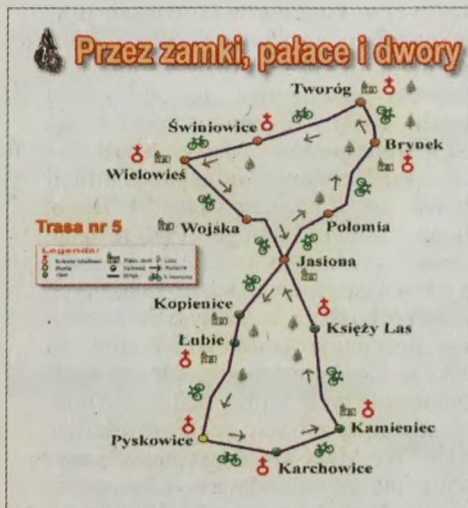 Przez zamki, pałace i dwory
Tworóg
Świniowice
Brynek
Wielowieś
Trasa nr 5
Wojska
Połomia
Legenda:
Jasiona
Kopienice
Księży Las
Łubie
Kamieniec
Pyskowice
Karchowice